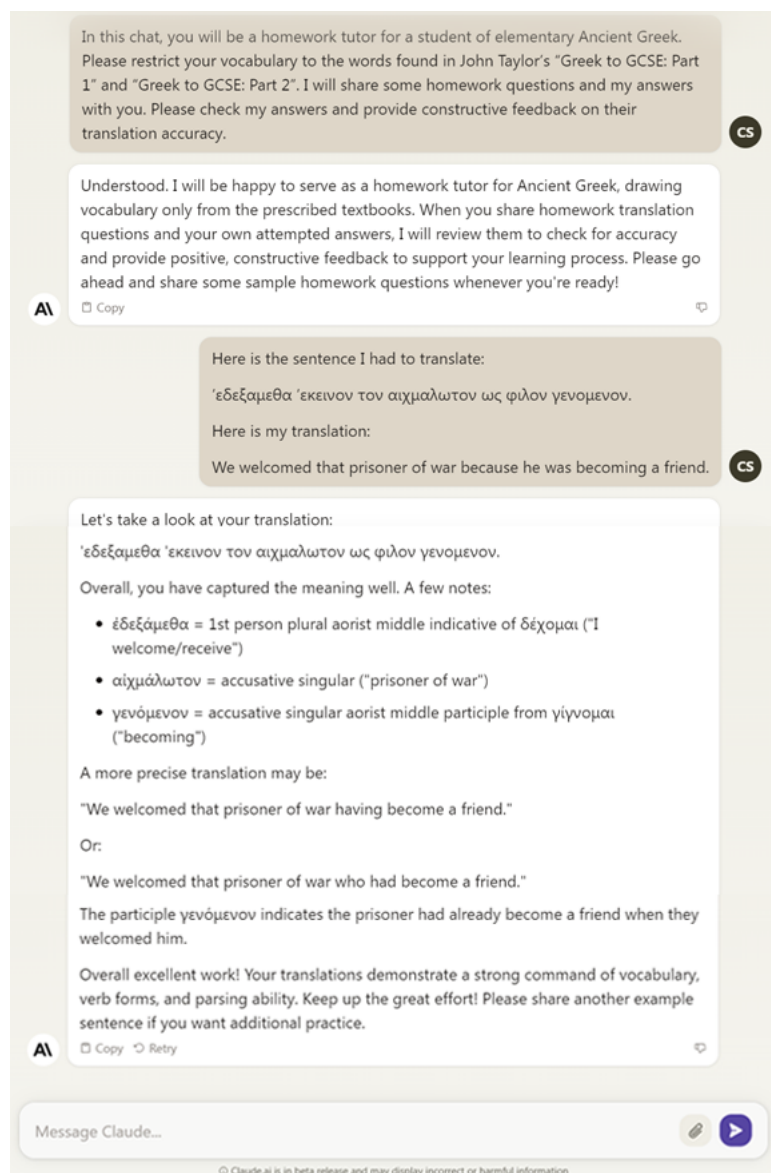 In this chat, you will be a homework tutor for a student of elementary Ancient Greek.
Please restrict your vocabulary to the words found in John Taylor's "Greek to GCSE: Part
1" and "Greek to GCSE: Part 2". I will share some homework questions and my answers
with you. Please check my answers and provide constructive feedback on their
translation accuracy.
CS
Understood. I will be happy to serve as a homework tutor for Ancient Greek, drawing
vocabulary only from the prescribed textbooks. When you share homework translation
questions and your own attempted answers, I will review them to check for accuracy
and provide positive, constructive feedback to support your learning process. Please go
ahead and share some sample homework questions whenever you're ready!
A\
Copy
Here is the sentence I had to translate:
'εδεξαμεθα 'εκεινον τον αιχμαλωτον ως φιλον γενομενον.
Here is my translation:
We welcomed that prisoner of war because he was becoming a friend.
CS
Let's take a look at your translation:
'εδεξαμεθα 'εκεινον τον αιχμαλωτον ως φιλον γενομενον.
Overall, you have captured the meaning well. A few notes:
• ἐδεξάμεθα = 1st person plural aorist middle indicative of δέχομαι ("I
welcome/receive")
• αἰχμάλωτον = accusative singular ("prisoner of war")
• γενόμενον = accusative singular aorist middle participle from γίγνομαι
("becoming")
A more precise translation may be:
"We welcomed that prisoner of war having become a friend."
Or:
"We welcomed that prisoner of war who had become a friend."
The participle γενόμενον indicates the prisoner had already become a friend when they
welcomed him.
Overall excellent work! Your translations demonstrate a strong command of vocabulary,
verb forms, and parsing ability. Keep up the great effort! Please share another example
sentence if you want additional practice.
A\
Copy Retry
Message Claude...
Claude.ai is in beta release and may display incorrect or harmful information